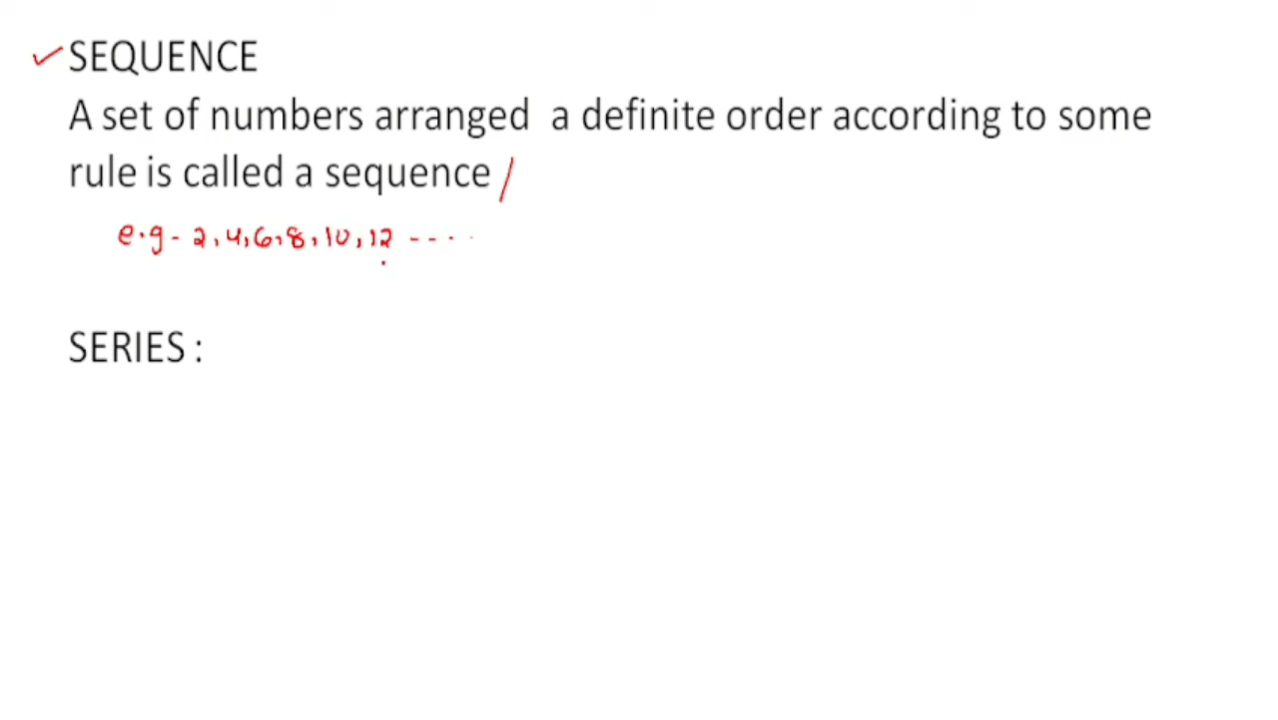 SEQUENCE
A set of numbers arranged a definite order according to some
rule is called a sequence /
e.g- 2, 4, 6, 8, 10, 12 ----
SERIES :